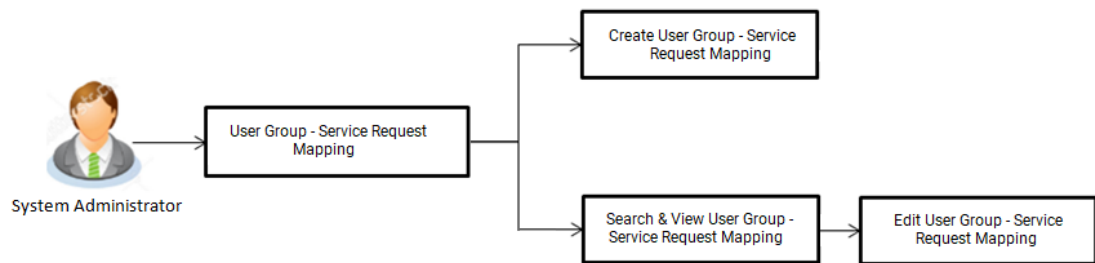 Create User Group - Service
Request Mapping
User Group - Service Request
Mapping
System Administrator
Search & View User Group -
Service Request Mapping
Edit User Group - Service
Request Mapping